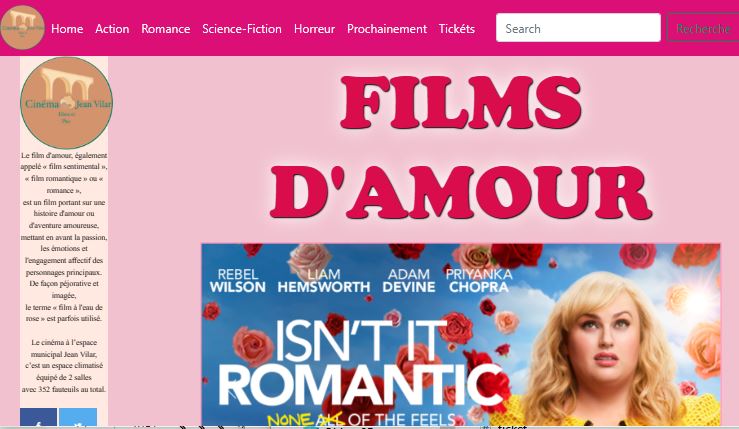 Home Action Romance Science-Fiction Horreur Prochainement Tickéts Search Recherche
Cinéma Jean Vilar
Le film d'amour, également
appelé « film sentimental »,
« film romantique » ou «
romance »,
est un film portant sur une
histoire d'amour ou
d'aventure amoureuse,
mettant en avant la passion,
les émotions et
l'engagement affectif des
personnages principaux.
De façon péjorative et
imagée,
le terme « film à l'eau de
rose » est parfois utilisé.
Le cinéma à l’espace
municipal Jean Vilar,
c’est un espace climatisé
équipé de 2 salles
avec 352 fauteuils au total.
FILMS
D'AMOUR
REBEL LIAM ADAM PRIYANKA
WILSON HEMSWORTH DEVINE CHOPRA
ISN'T IT
ROMANTIC
NONE ALL OF THE FEELS